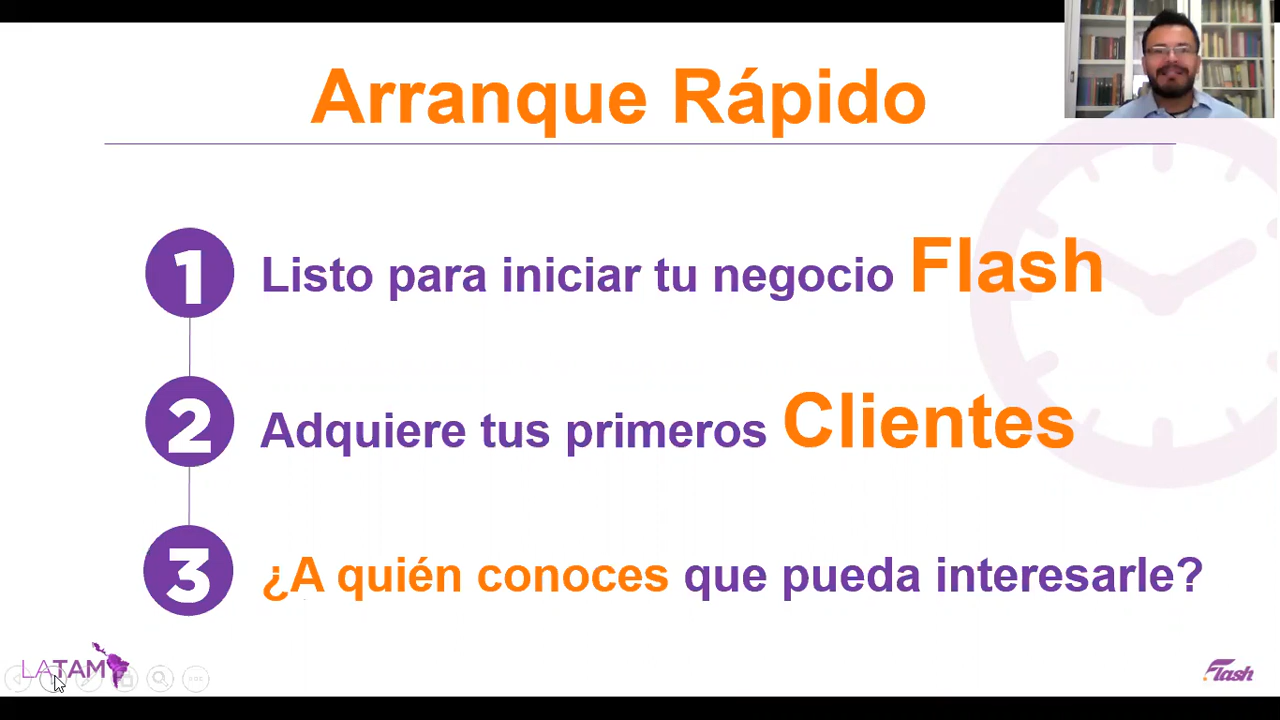 Arranque Rápido
1 Listo para iniciar tu negocio Flash
2 Adquiere tus primeros Clientes
3 ¿A quién conoces que pueda interesarle?
LATAM
Flash